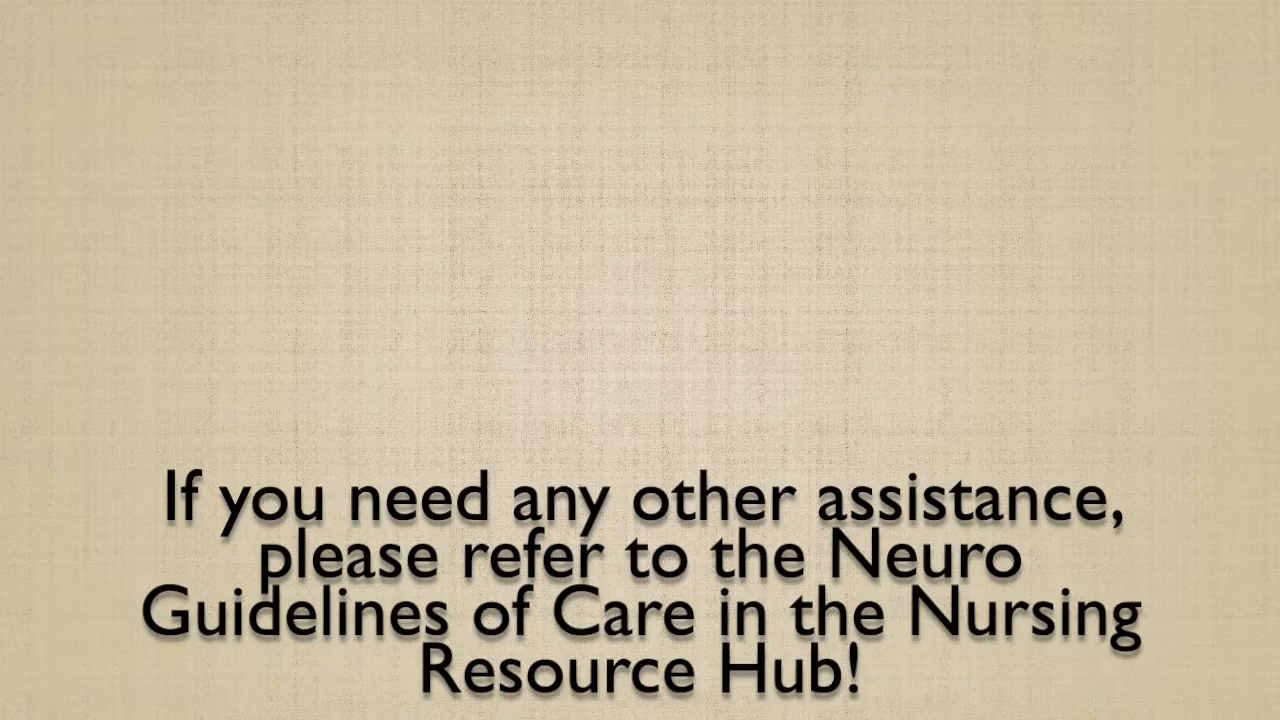 If you need any other assistance,
please refer to the Neuro
Guidelines of Care in the Nursing
Resource Hub!